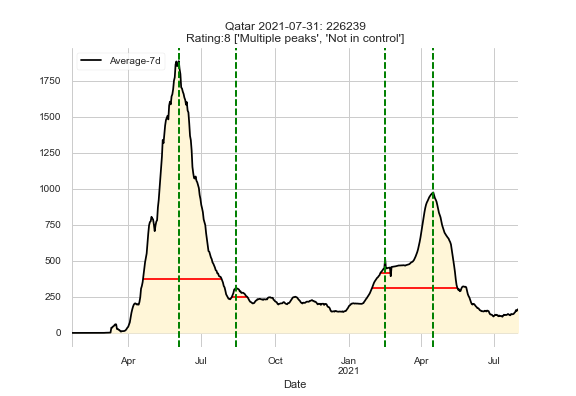 Qatar 2021-07-31: 226239
Rating:8 ['Multiple peaks', 'Not in control']
Average-7d
1750
1500
1250
1000
750
500
250
0
Apr
Jul
Oct
Jan
2021
Apr
Jul
Date